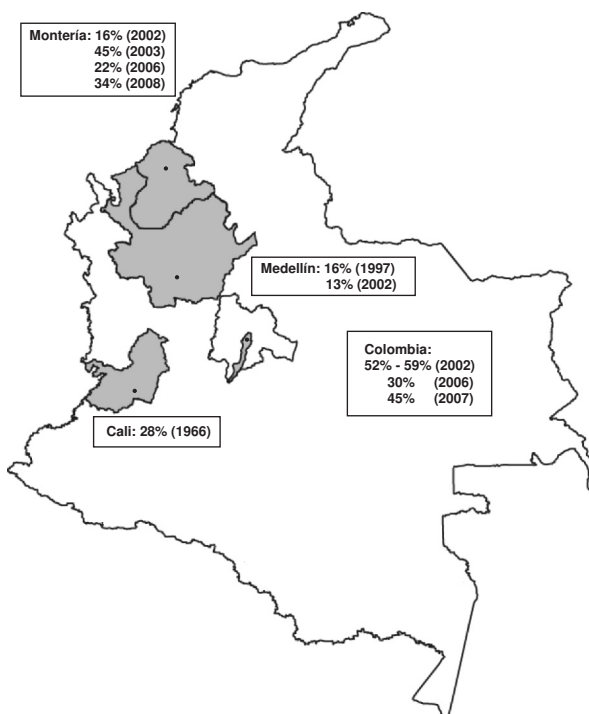 Montería: 16% (2002)
45% (2003)
22% (2006)
34% (2008)
Medellín: 16% (1997)
13% (2002)
Colombia:
52% - 59% (2002)
30% (2006)
45% (2007)
Cali: 28% (1966)